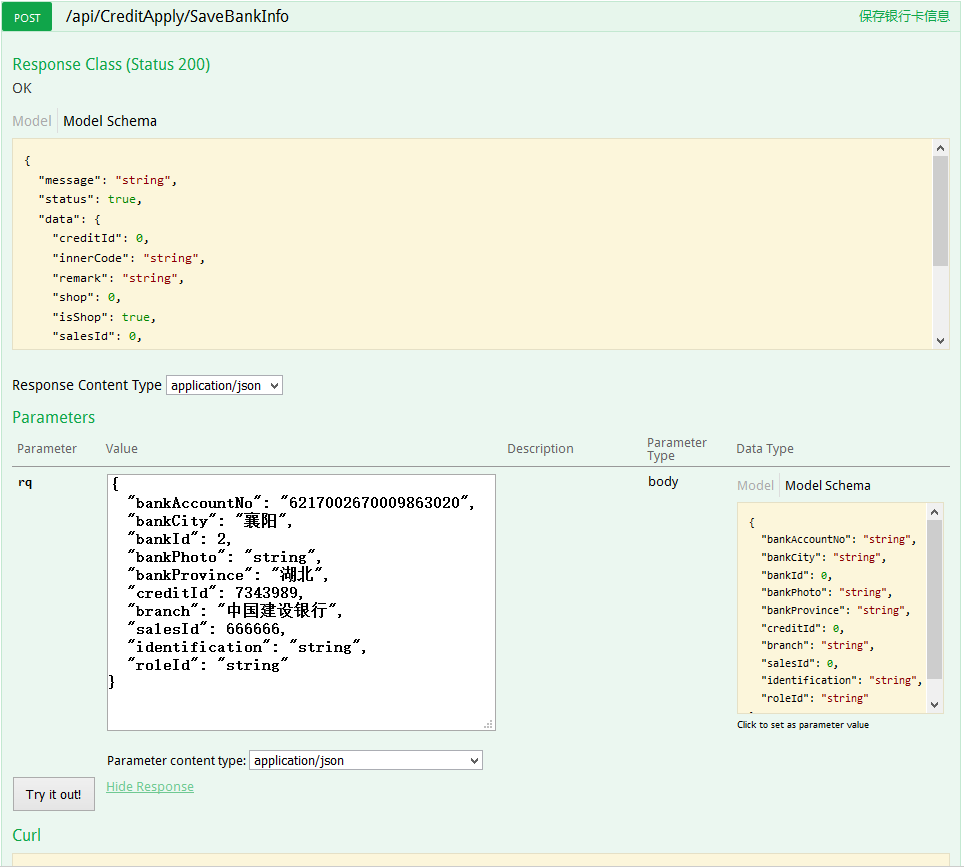 POST /api/CreditApply/SaveBankInfo 保存银行卡信息
Response Class (Status 200)
OK
Model Model Schema
{
"message": "string",
"status": true,
"data": {
"creditId": 0,
"innerCode": "string",
"remark": "string",
"shop": 0,
"isShop": true,
"salesId": 0,
Response Content Type application/json
Parameters
Parameter Value Description Parameter Type Data Type
rq
{
"bankAccountNo": "6217002670009863020",
"bankCity": "襄阳",
"bankId": 2,
"bankPhoto": "string",
"bankProvince": "湖北",
"creditId": 7343989,
"branch": "中国建设银行",
"salesId": 666666,
"identification": "string",
"roleId": "string"
}
body
Model Model Schema
{
"bankAccountNo": "string",
"bankCity": "string",
"bankId": 0,
"bankPhoto": "string",
"bankProvince": "string",
"creditId": 0,
"branch": "string",
"salesId": 0,
"identification": "string",
"roleId": "string"
Click to set as parameter value
Parameter content type: application/json
Try it out! Hide Response
Curl